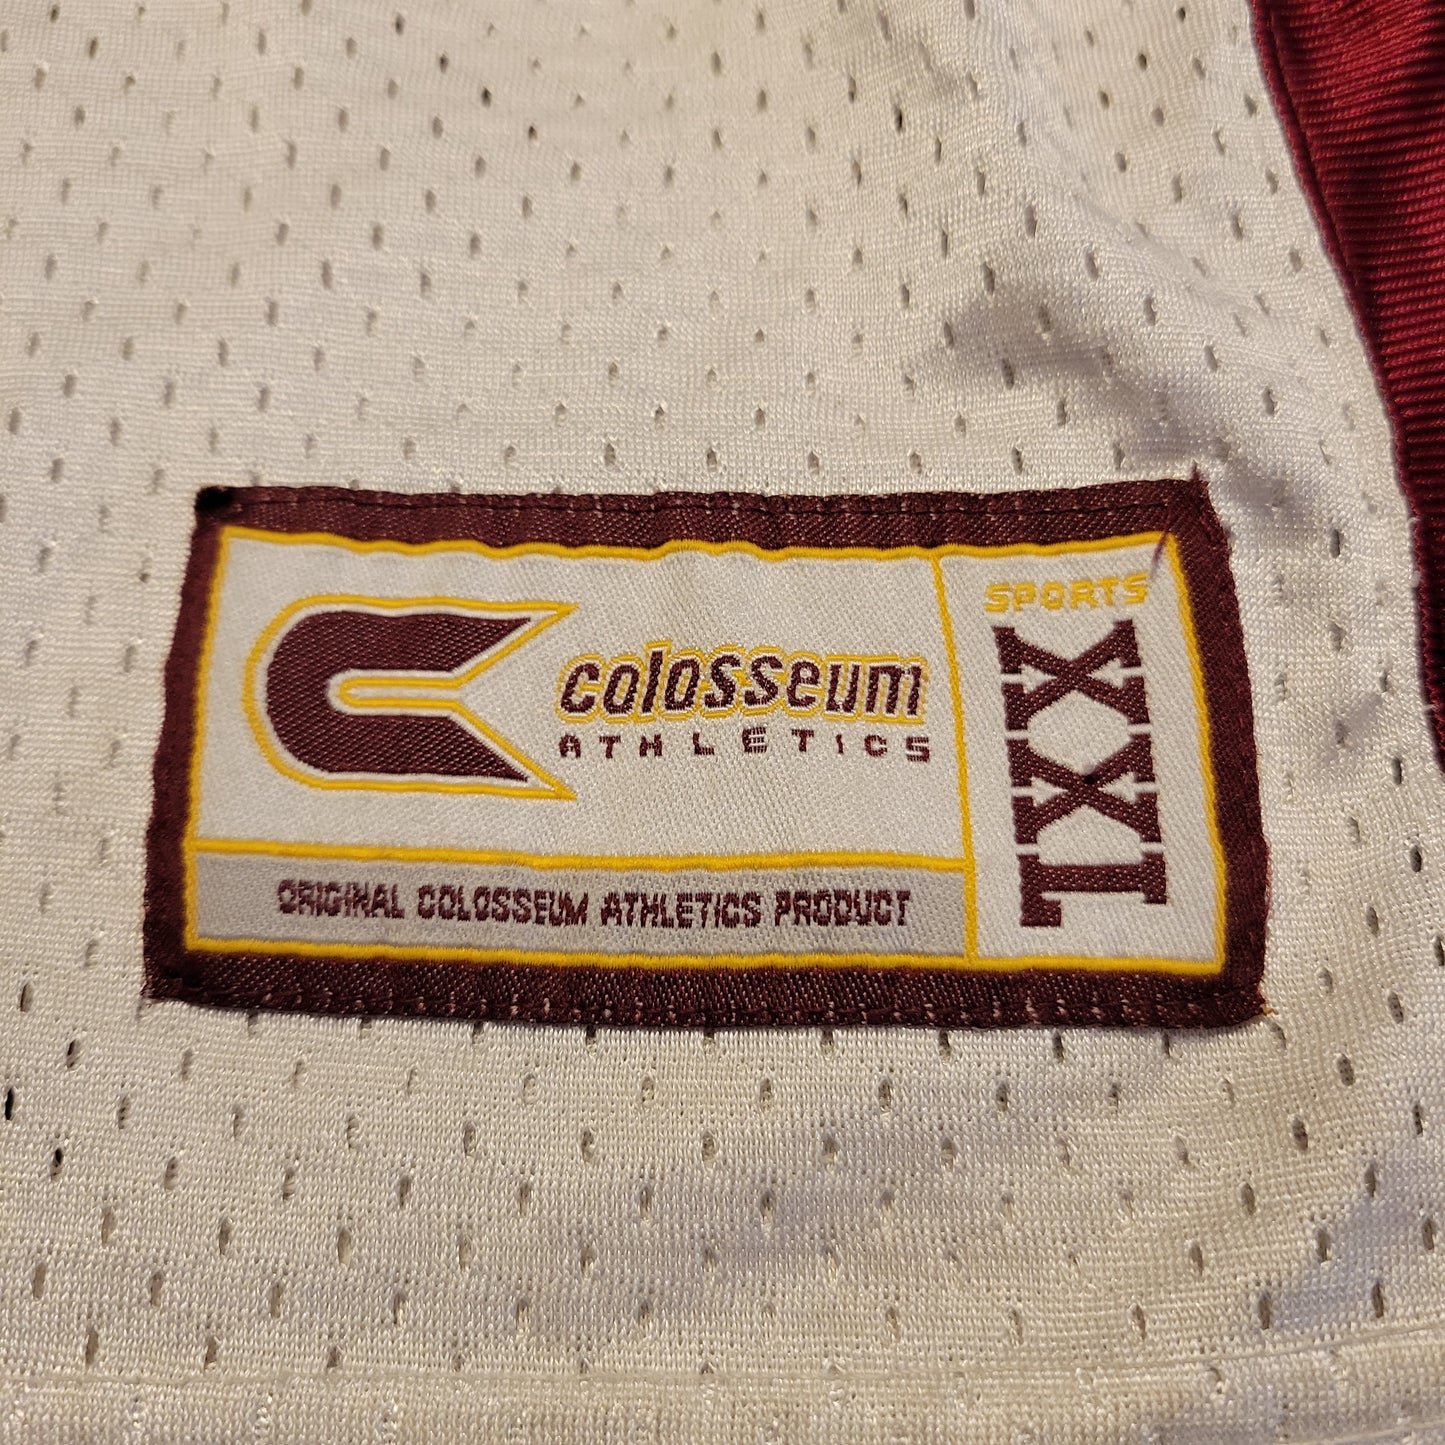 colosseum
ATHLETICS
ORIGINAL COLOSSEUM ATHLETICS PRODUCT
SPORTS
XXL